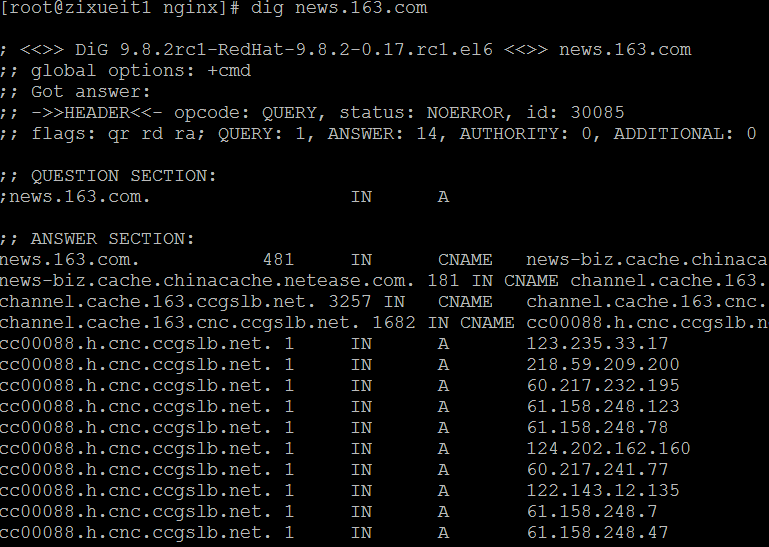 [root@zixueit1 nginx]# dig news.163.com
; <<>> DiG 9.8.2rc1-RedHat-9.8.2-0.17.rc1.el6 <<>> news.163.com
;; global options: +cmd
;; Got answer:
;; ->>HEADER<<- opcode: QUERY, status: NOERROR, id: 30085
;; flags: qr rd ra; QUERY: 1, ANSWER: 14, AUTHORITY: 0, ADDITIONAL: 0
;; QUESTION SECTION:
;news.163.com. IN A
;; ANSWER SECTION:
news.163.com. 481 IN CNAME news-biz.cache.chinaca
news-biz.cache.chinacache.netease.com. 181 IN CNAME channel.cache.163.
channel.cache.163.ccgslb.net. 3257 IN CNAME channel.cache.163.cnc.
channel.cache.163.cnc.ccgslb.net. 1682 IN CNAME cc00088.h.cnc.ccgslb.n
cc00088.h.cnc.ccgslb.net. 1 IN A 123.235.33.17
cc00088.h.cnc.ccgslb.net. 1 IN A 218.59.209.200
cc00088.h.cnc.ccgslb.net. 1 IN A 60.217.232.195
cc00088.h.cnc.ccgslb.net. 1 IN A 61.158.248.123
cc00088.h.cnc.ccgslb.net. 1 IN A 61.158.248.78
cc00088.h.cnc.ccgslb.net. 1 IN A 124.202.162.160
cc00088.h.cnc.ccgslb.net. 1 IN A 60.217.241.77
cc00088.h.cnc.ccgslb.net. 1 IN A 122.143.12.135
cc00088.h.cnc.ccgslb.net. 1 IN A 61.158.248.7
cc00088.h.cnc.ccgslb.net. 1 IN A 61.158.248.47